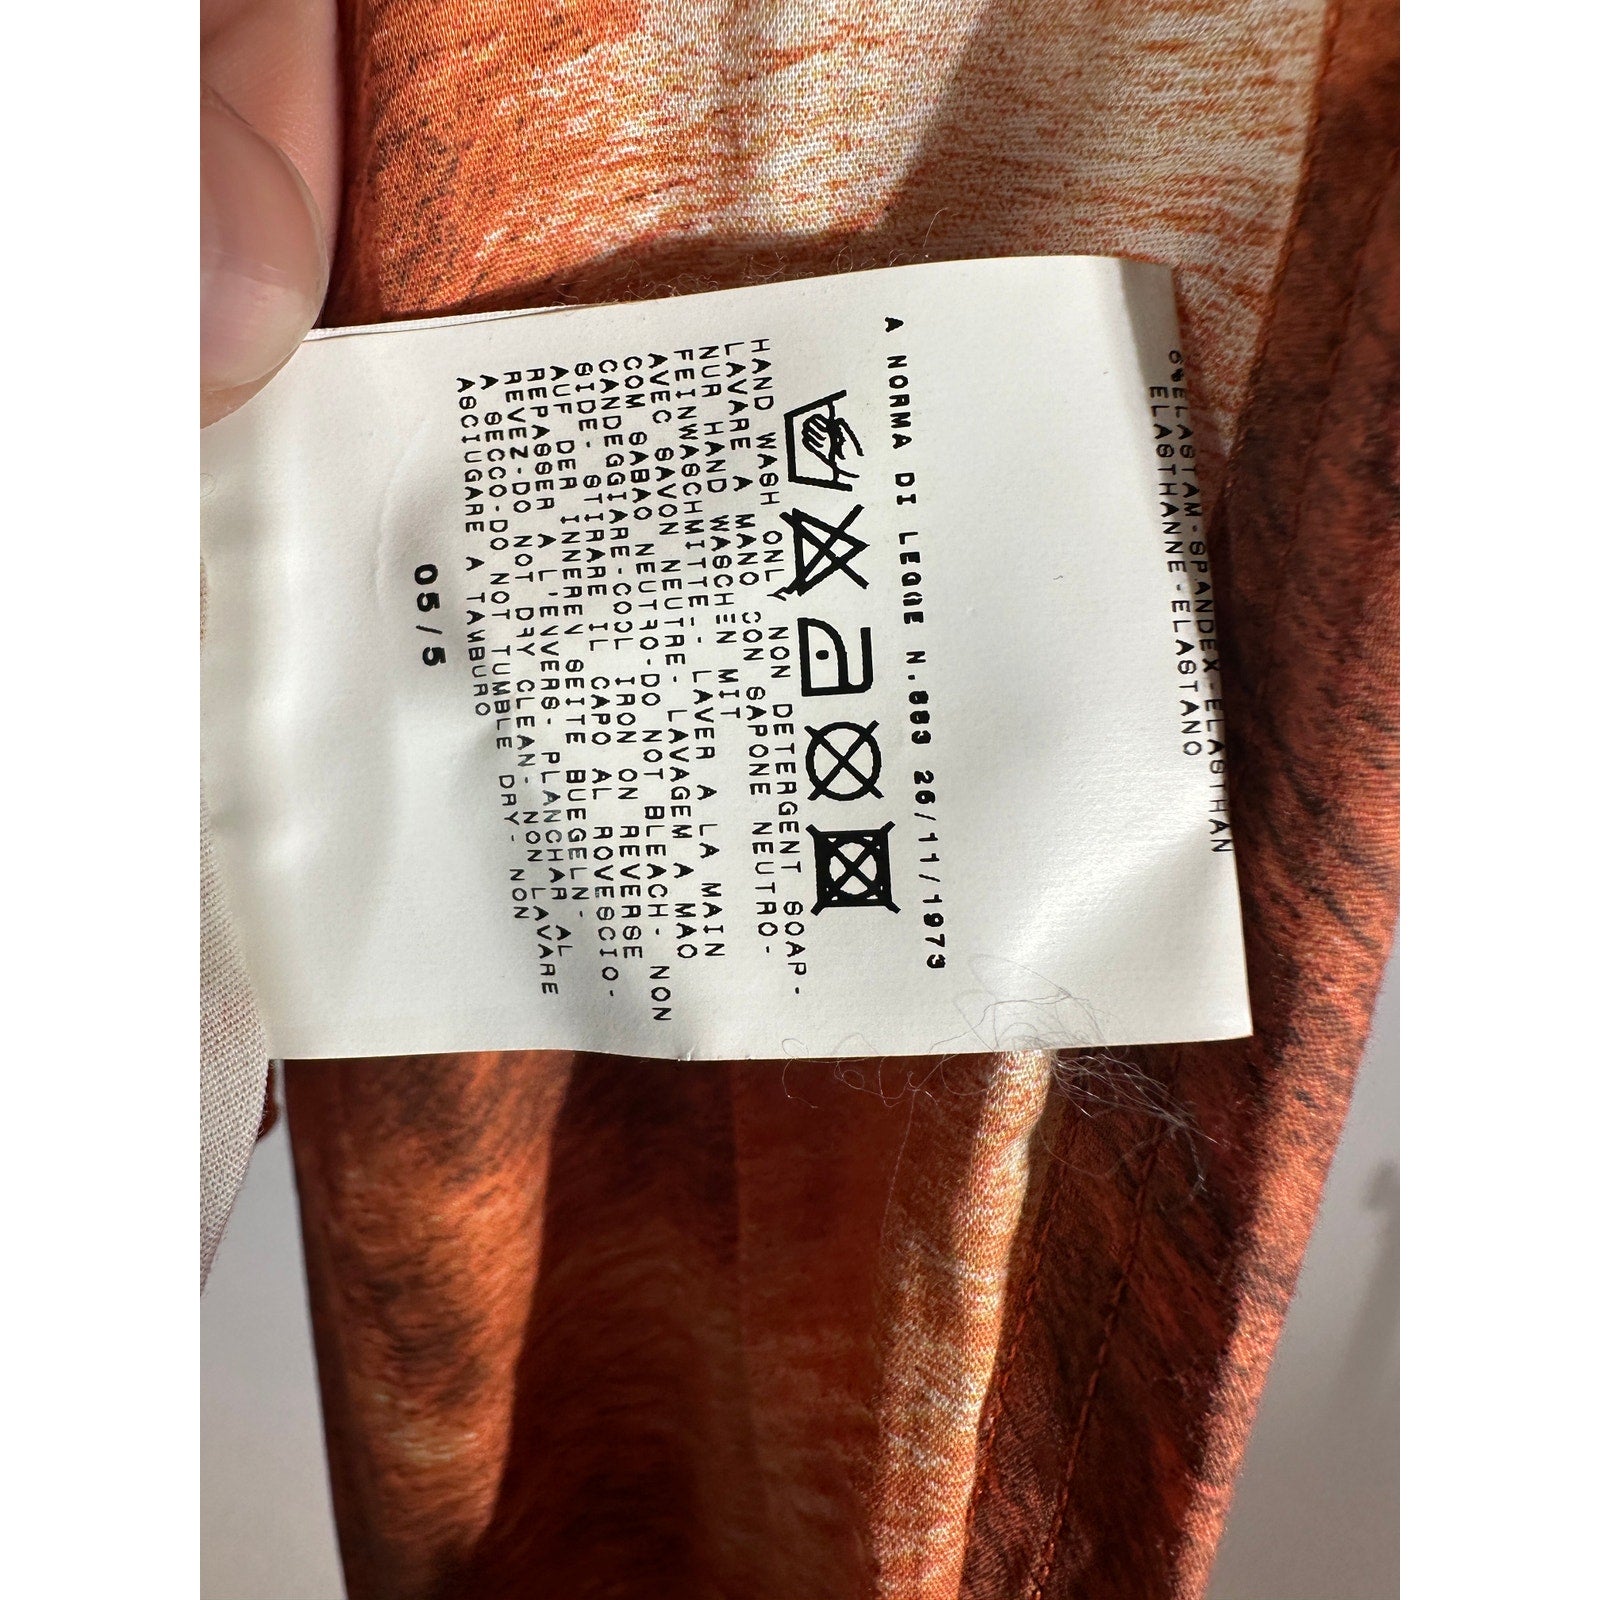 ELASTAM-SPANDEX-ELASTHAN
ELASTHANNE-ELASTANO
A NORMA DI LEGGE N.883 26/11/1973
HAND WASH ONLY NON DETERGENT SOAP-
LAVARE A MANO CON SAPONE NEUTRO-
NUR HAND WASCHEN MIT
FEINWASCHMITTE-- LAVER A LA MAIN
AVEC SAVON NEUTRE- LAVAGEM A MAO
COM SABAO NEUTRO-DO NOT BLEACH- NON
CANDEGGIARE-COOL IRON ON REVERSE
SIDE- STIRARE IL CAPO AL ROVESCIO-
AUF DER INNEREV SEITE BUEGELN-
REPASSER A L'EVVERS- PLANCHAR AL
REVEZ-DO NOT DRY CLEAN- NON LAVARE
A SECCO-DO NOT TUMBLE DRY- NON
ASCIUGARE A TAMBURO
05/5